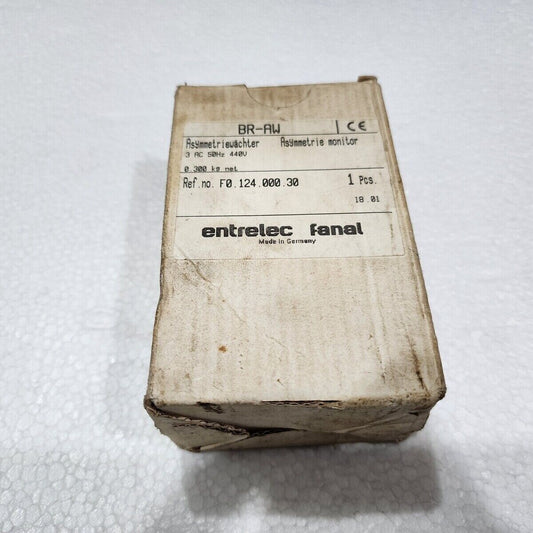 BR-AW CE
Asymmetriewächter Asymmetrie monitor
3 AC 50Hz 440V
0.300 kg net
Ref.no. F0.124.000.30 1 Pcs.
18.01
entrelec fanal
Made in Germany